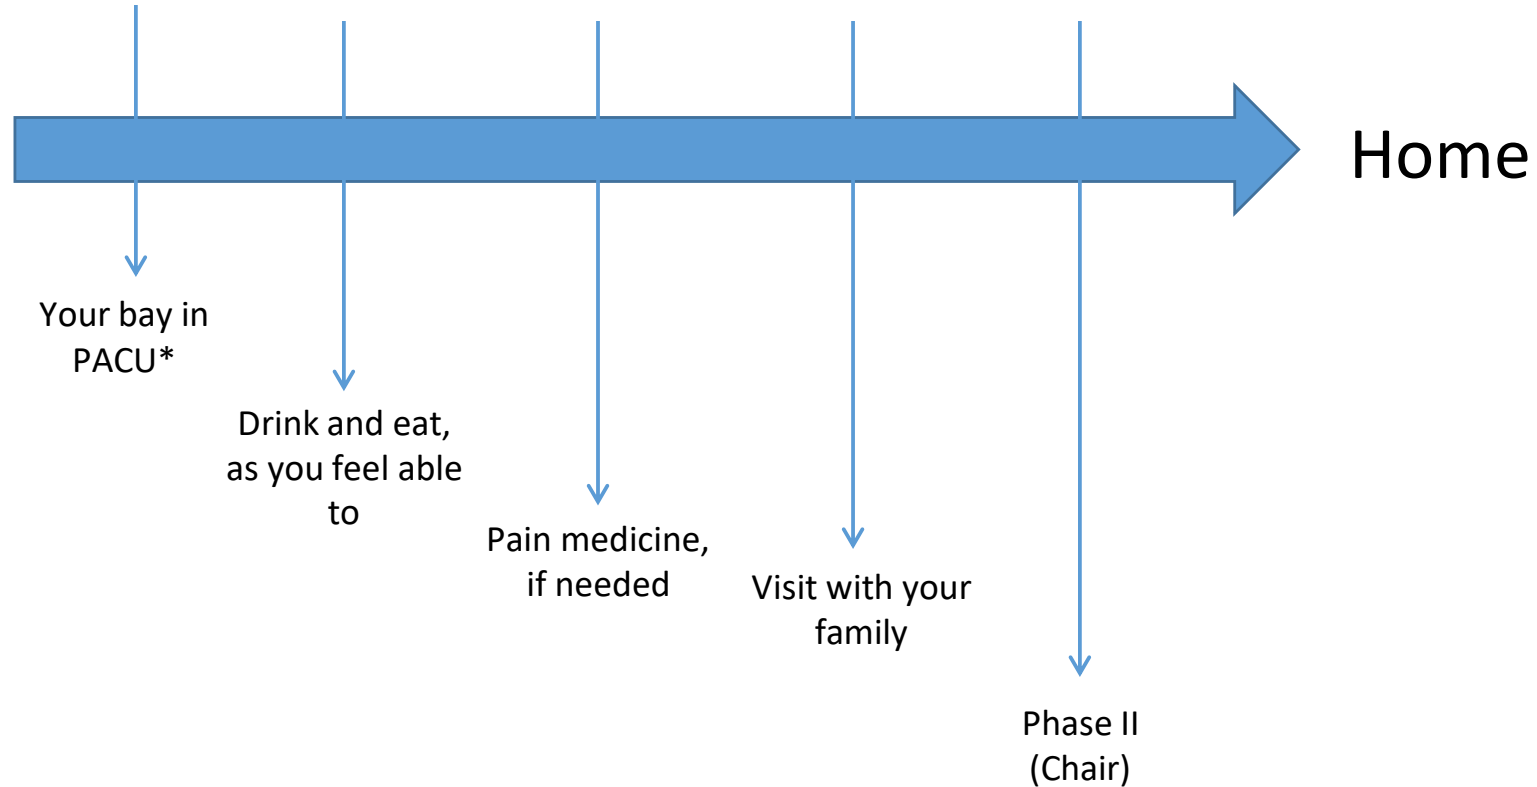 Home
Your bay in
PACU*
Drink and eat,
as you feel able
to
Pain medicine,
if needed
Visit with your
family
Phase II
(Chair)